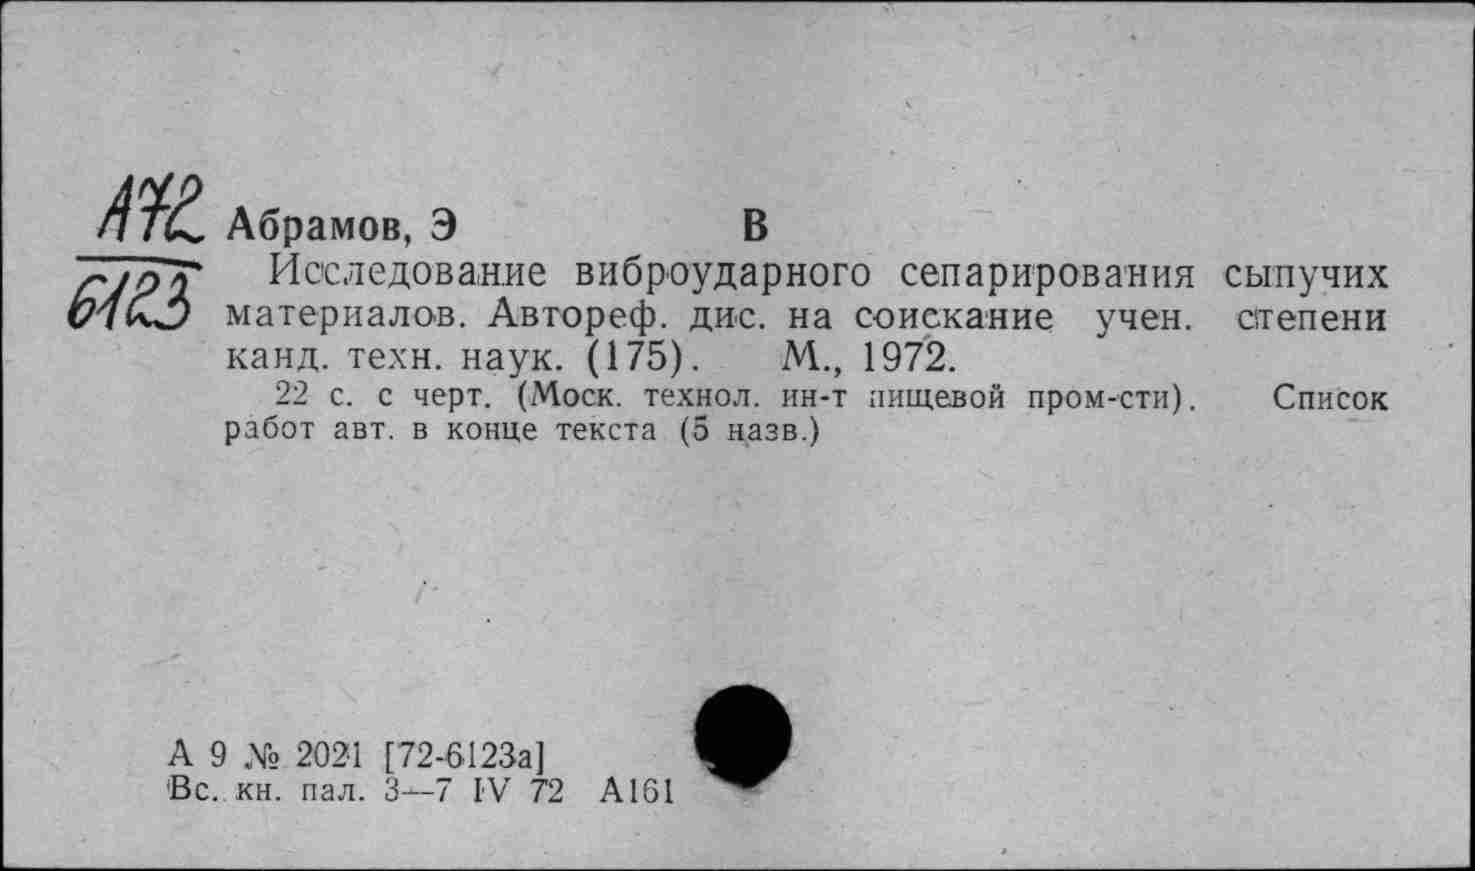 А72 Абрамов, Э В
6123 Исследование виброударного сепарирования сыпучих
материалов. Автореф. дис. на соискание учен. степени
канд. техн. наук. (175). М., 1972.
22 с. с черт. (Моск. технол. ин-т пищевой пром-сти). Список
работ авт. в конце текста (5 назв.)
А 9 № 2021 [72-6123а]
Вс. кн. пал. 3—7 IV 72 А161